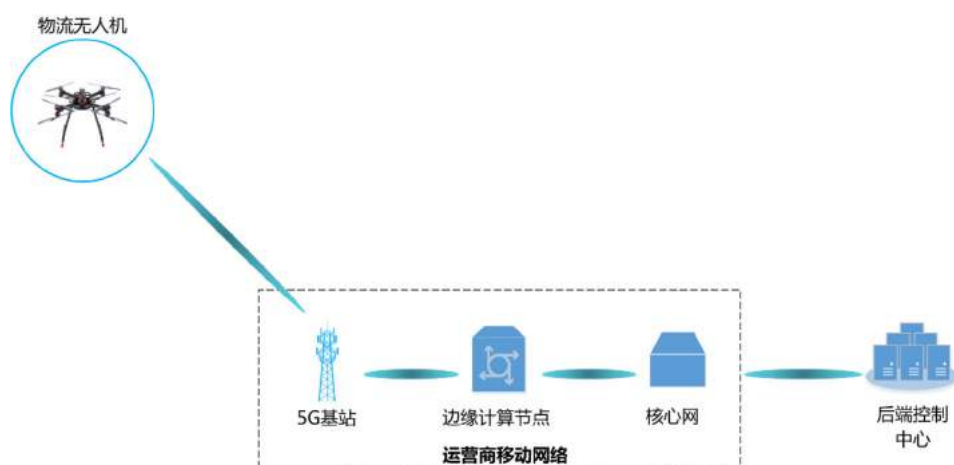 物流无人机
5G基站
边缘计算节点
核心网
后端控制
中心
运营商移动网络